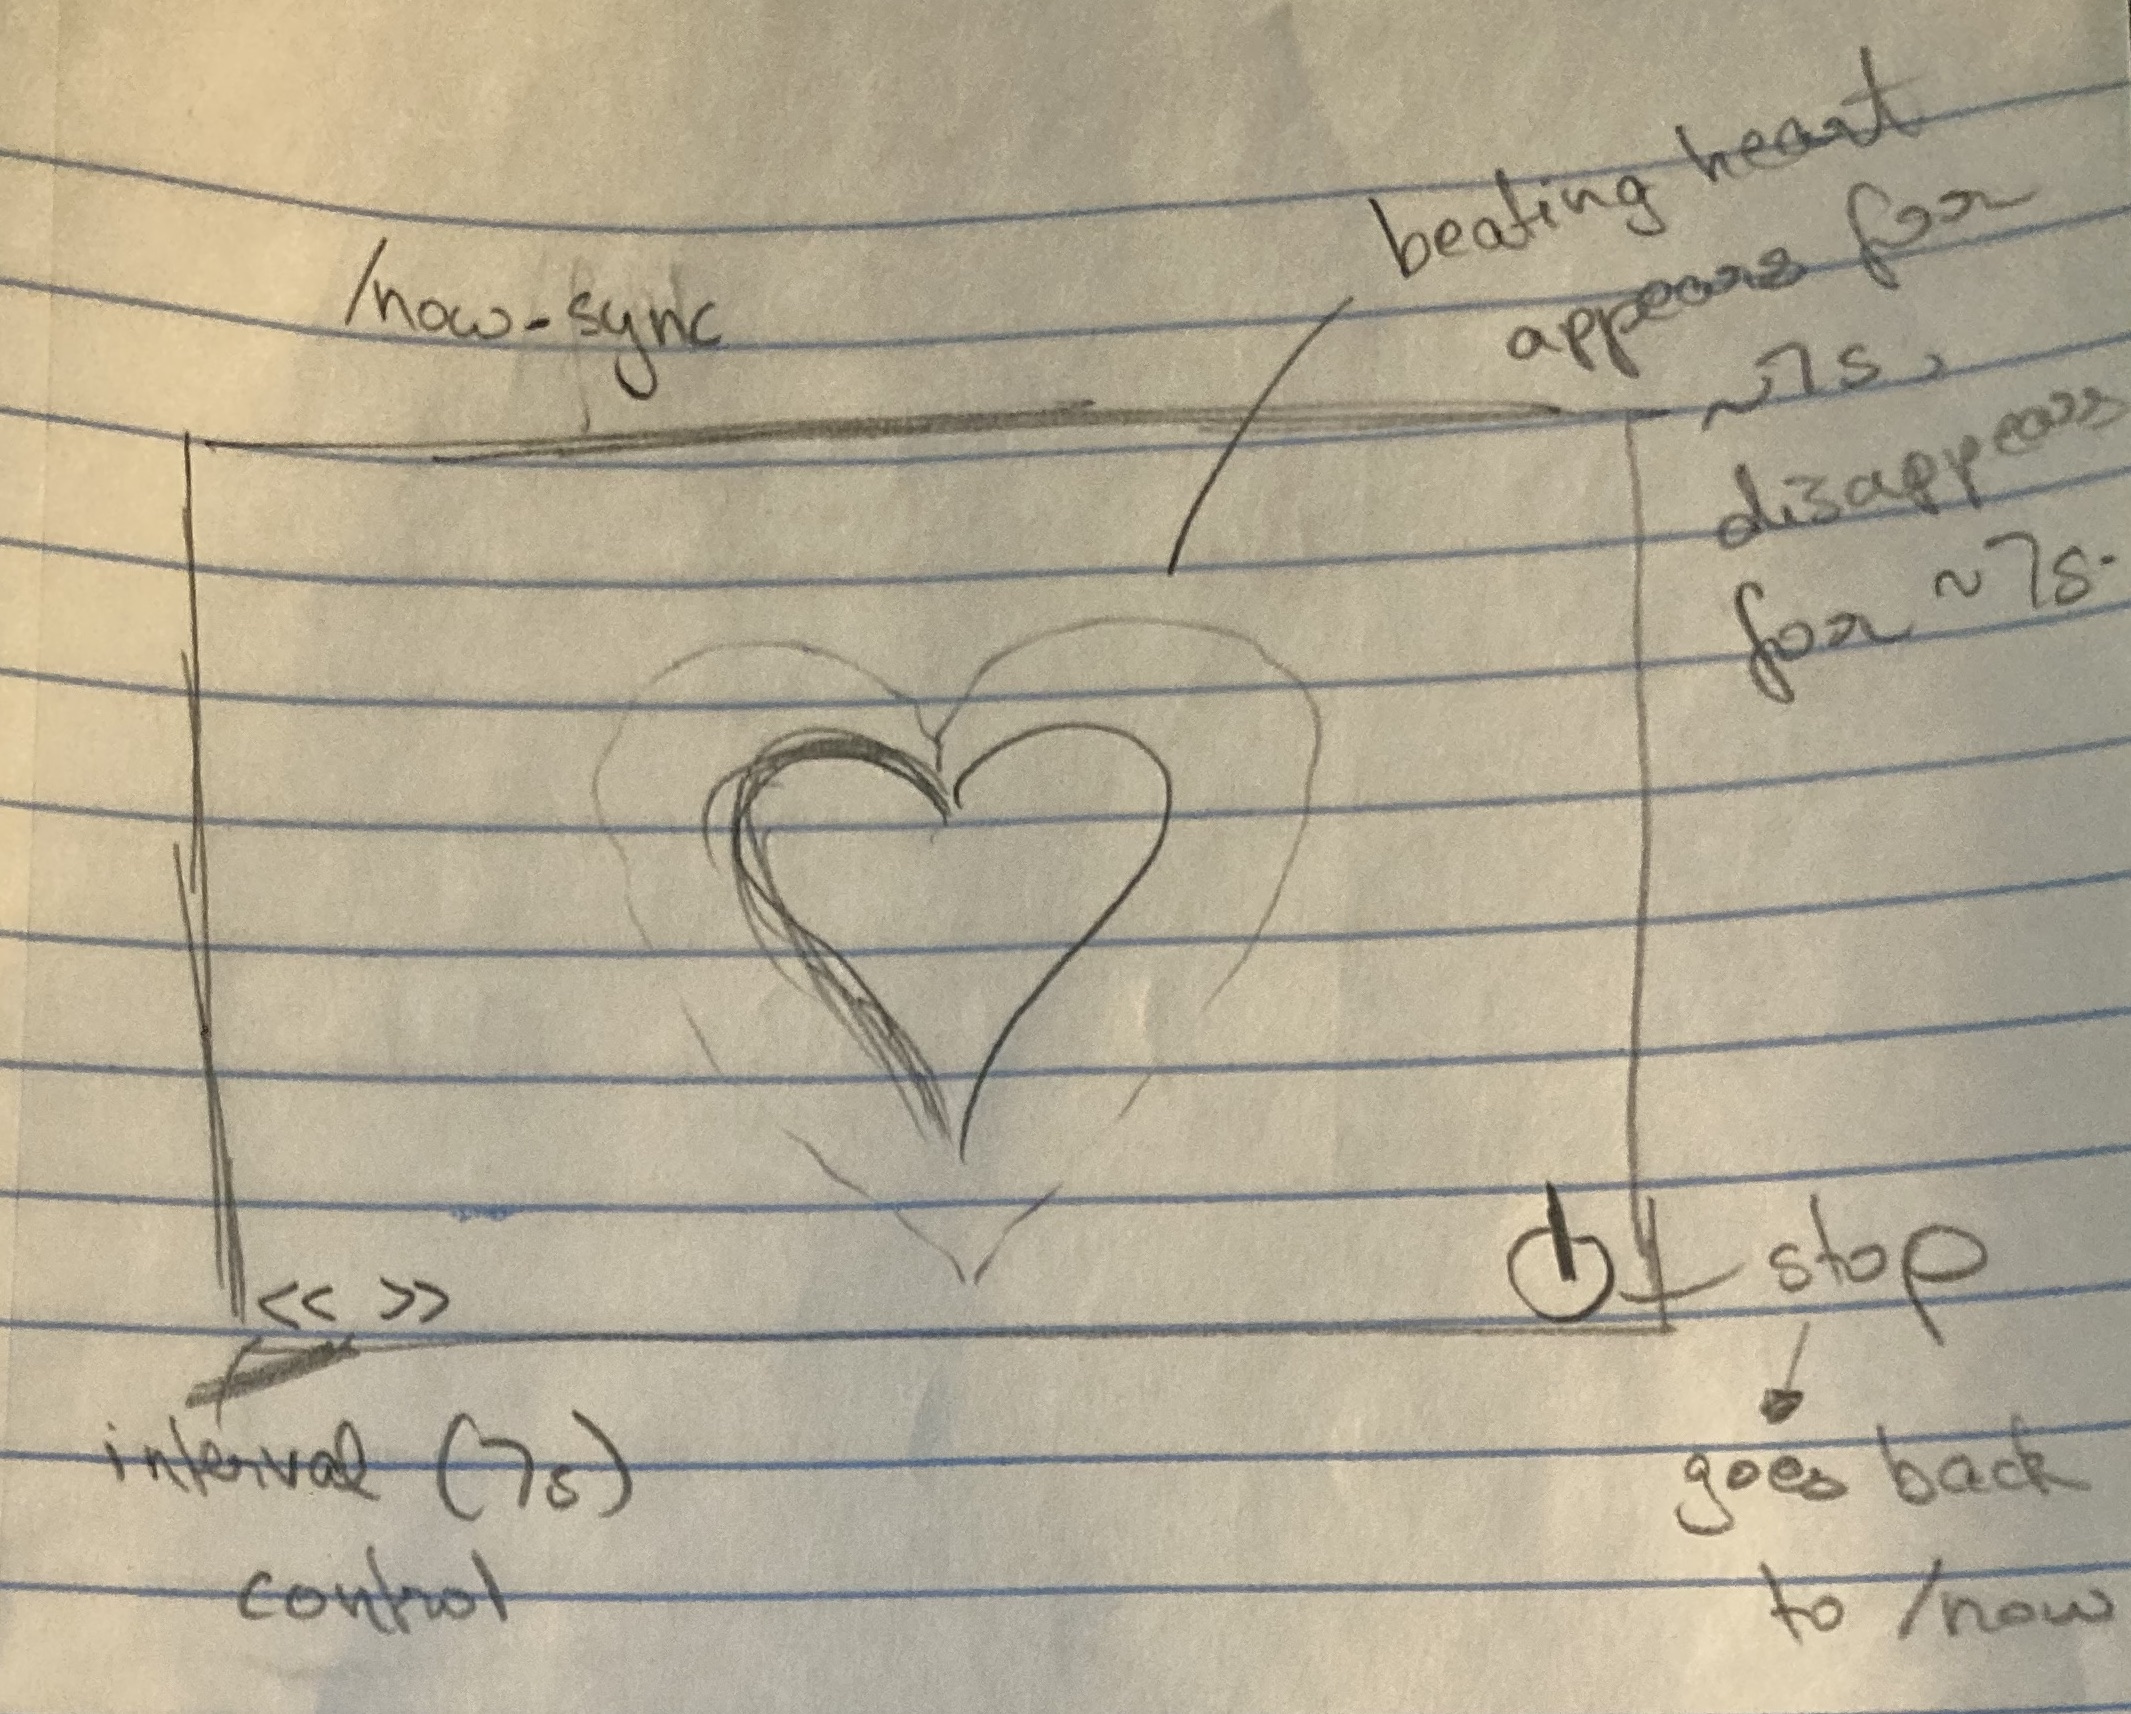 /now-sync
beating heart
appears for
~7s,
disappears
for ~7s.
<< >>
stop
interval (7s)
control
goes back
to /now